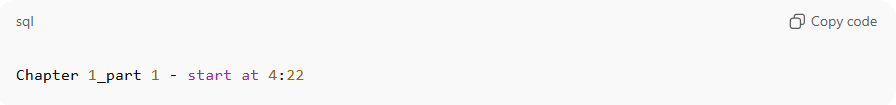 sql
Copy code
Chapter 1_part 1 - start at 4:22